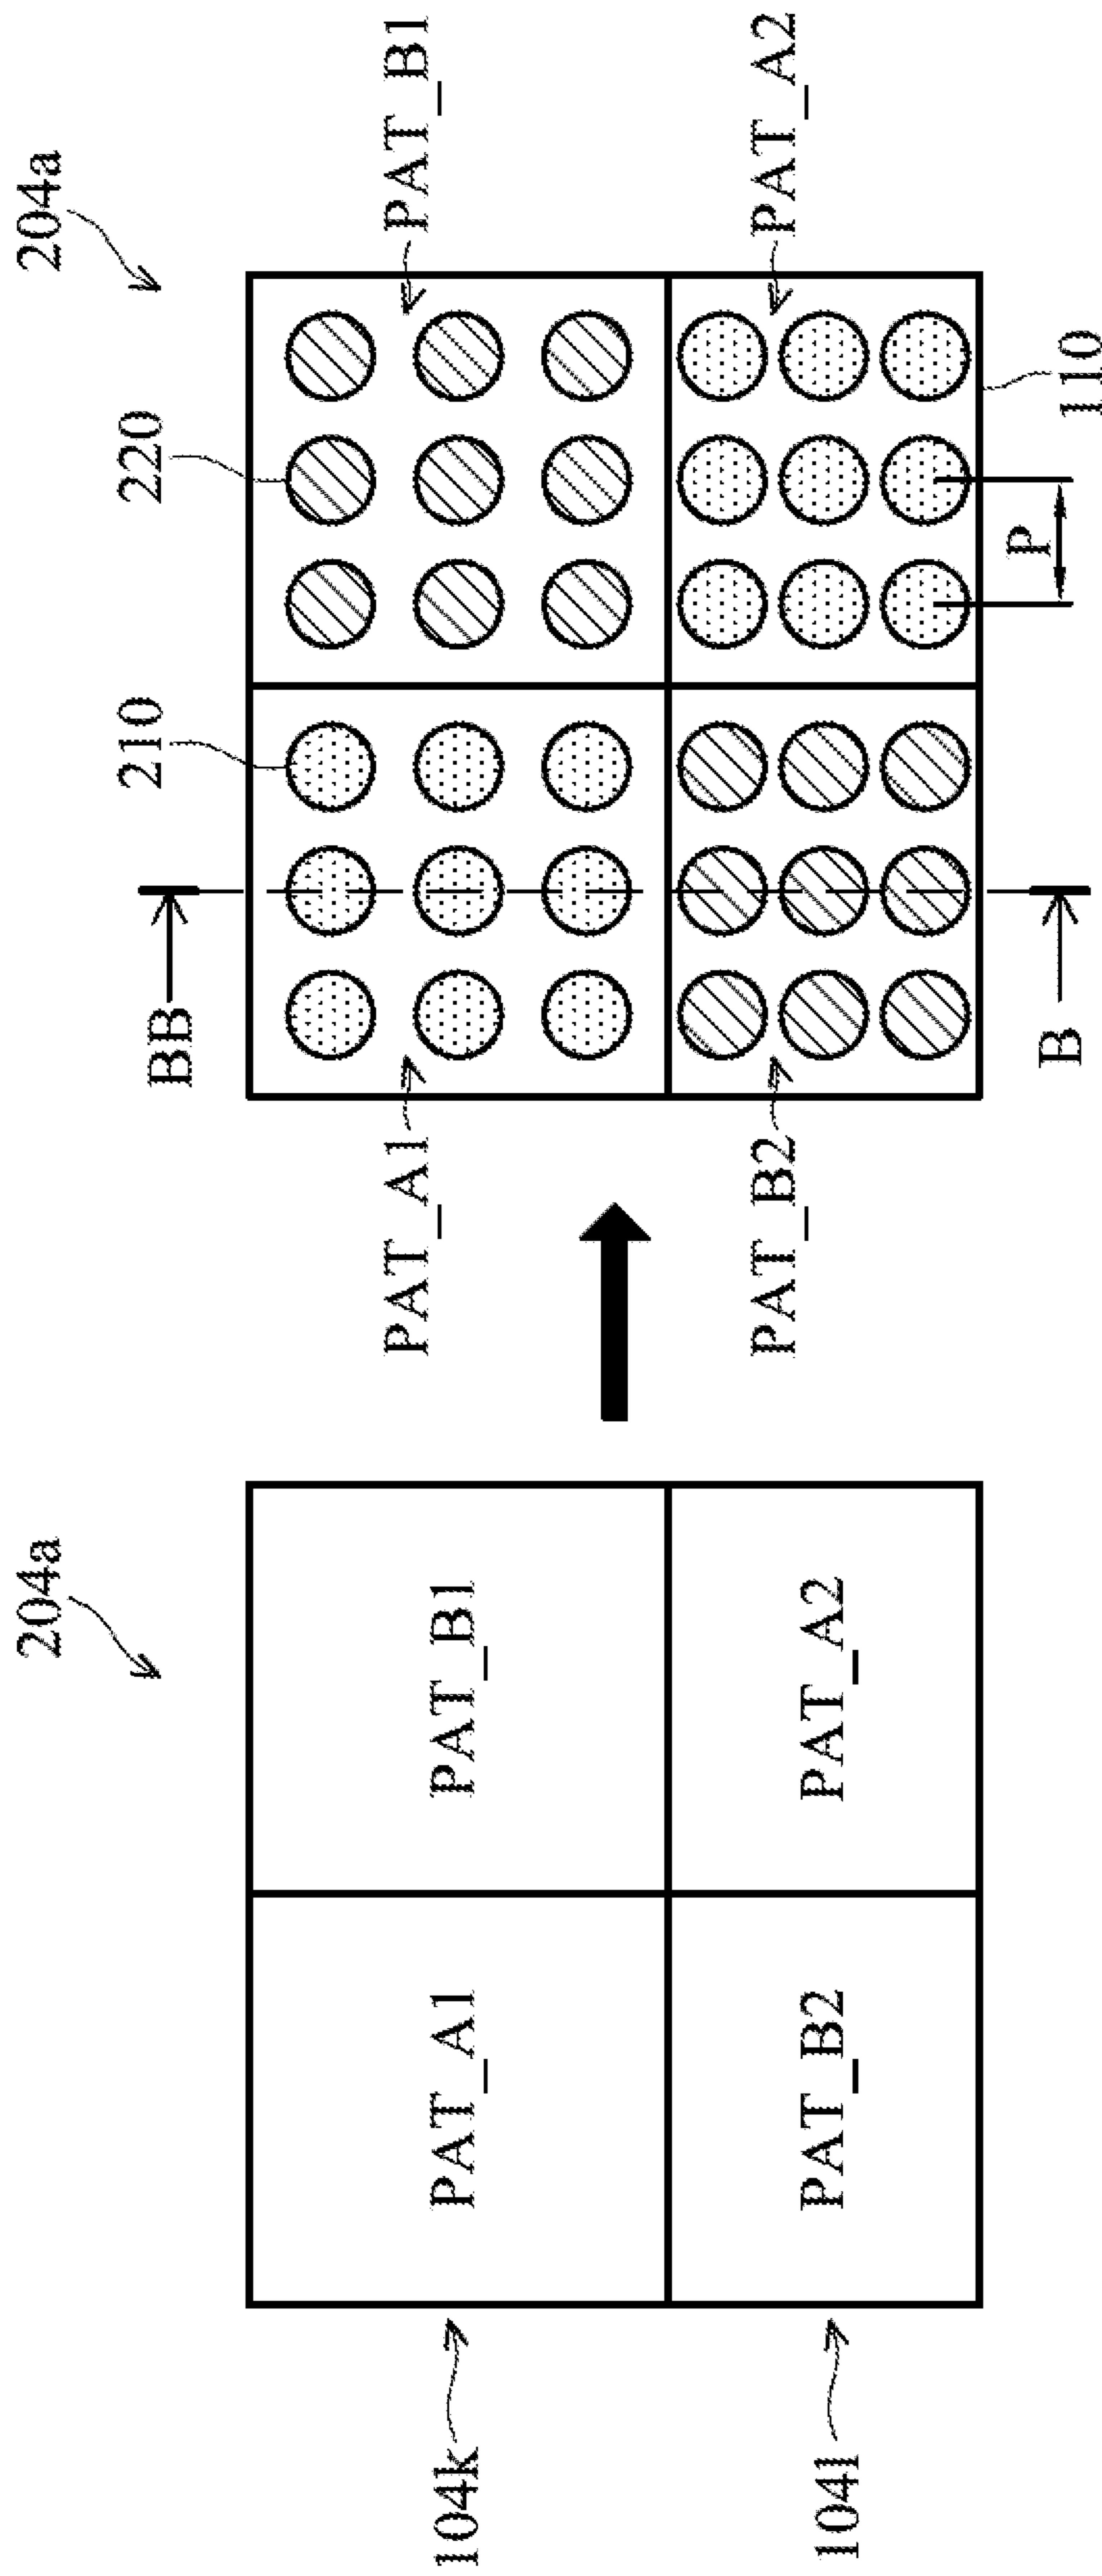 204a
204a
104k
PAT_A1
PAT_B1
104l
PAT_B2
PAT_A2
BB
210
220
PAT_A1
PAT_B1
PAT_B2
PAT_A2
B
P
110